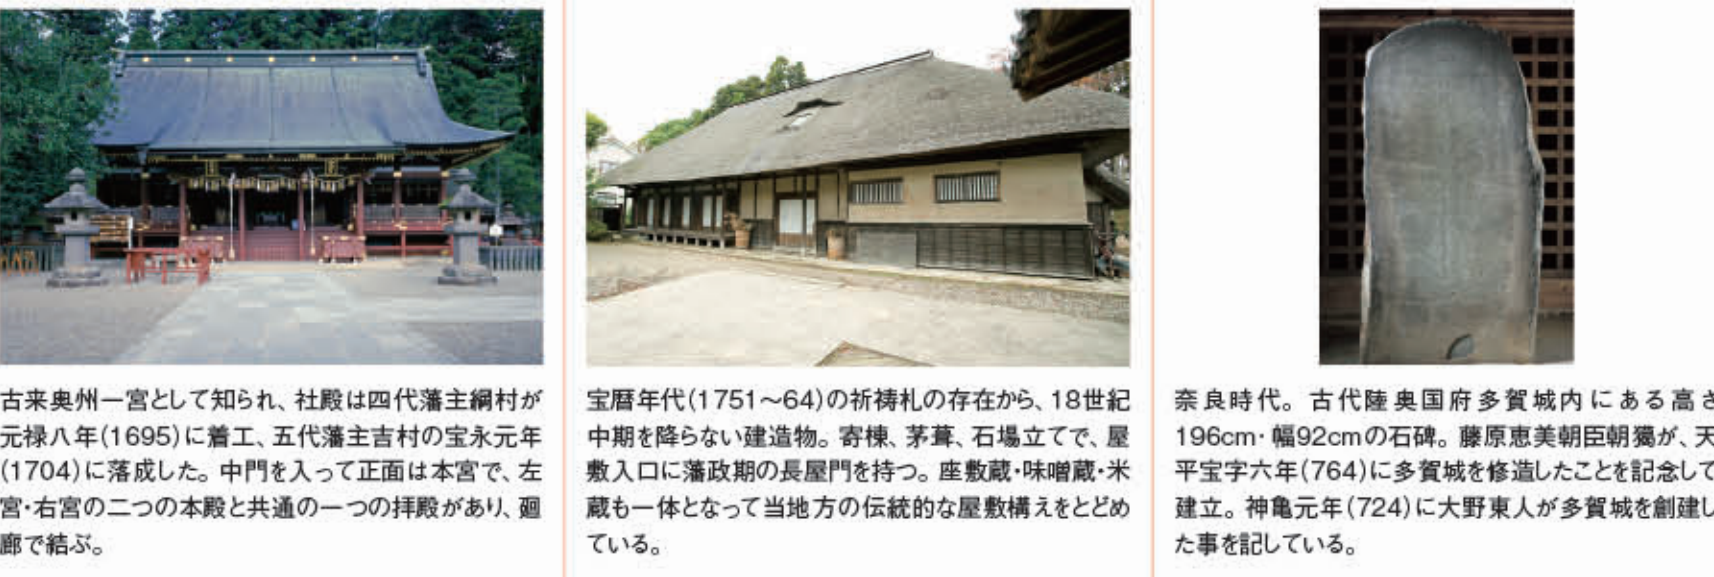 古来奥州一宮として知られ、社殿は四代藩主綱村が
元禄八年(1695)に着工、五代藩主吉村の宝永元年
(1704)に落成した。中門を入って正面は本宮で、左
宮・右宮の二つの本殿と共通の一つの拝殿があり、廻
廊で結ぶ。
宝暦年代(1751〜64)の祈祷札の存在から、18世紀
中期を降らない建造物。寄棟、茅葺、石場立てで、屋
敷入口に藩政期の長屋門を持つ。座敷蔵・味噌蔵・米
蔵も一体となって当地方の伝統的な屋敷構えをとどめ
ている。
奈良時代。古代陸奥国府多賀城内にある高さ
196cm・幅92cmの石碑。藤原恵美朝臣朝獦が、天
平宝字六年(764)に多賀城を修造したことを記念して
建立。神亀元年(724)に大野東人が多賀城を創建し
た事を記している。